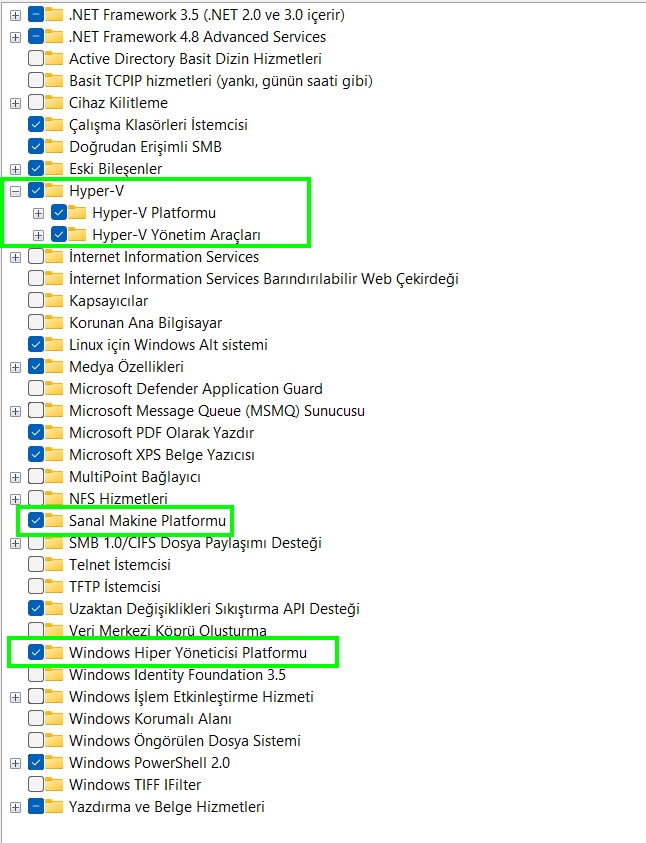 .NET Framework 3.5 (.NET 2.0 ve 3.0 içerir)
.NET Framework 4.8 Advanced Services
Active Directory Basit Dizin Hizmetleri
Basit TCPIP hizmetleri (yankı, günün saati gibi)
Cihaz Kilitleme
Çalışma Klasörleri İstemcisi
Doğrudan Erişimli SMB
Eski Bileşenler
Hyper-V
Hyper-V Platformu
Hyper-V Yönetim Araçları
İnternet Information Services
İnternet Information Services Barındırılabilir Web Çekirdeği
Kapsayıcılar
Korunan Ana Bilgisayar
Linux için Windows Alt sistemi
Medya Özellikleri
Microsoft Defender Application Guard
Microsoft Message Queue (MSMQ) Sunucusu
Microsoft PDF Olarak Yazdır
Microsoft XPS Belge Yazıcısı
MultiPoint Bağlayıcı
NFS Hizmetleri
Sanal Makine Platformu
SMB 1.0/CIFS Dosya Paylaşımı Desteği
Telnet İstemcisi
TFTP İstemcisi
Uzaktan Değişiklikleri Sıkıştırma API Desteği
Veri Merkezi Köprü Oluşturma
Windows Hiper Yöneticisi Platformu
Windows Identity Foundation 3.5
Windows İşlem Etkinleştirme Hizmeti
Windows Korumalı Alanı
Windows Öngörülen Dosya Sistemi
Windows PowerShell 2.0
Windows TIFF IFilter
Yazdırma ve Belge Hizmetleri